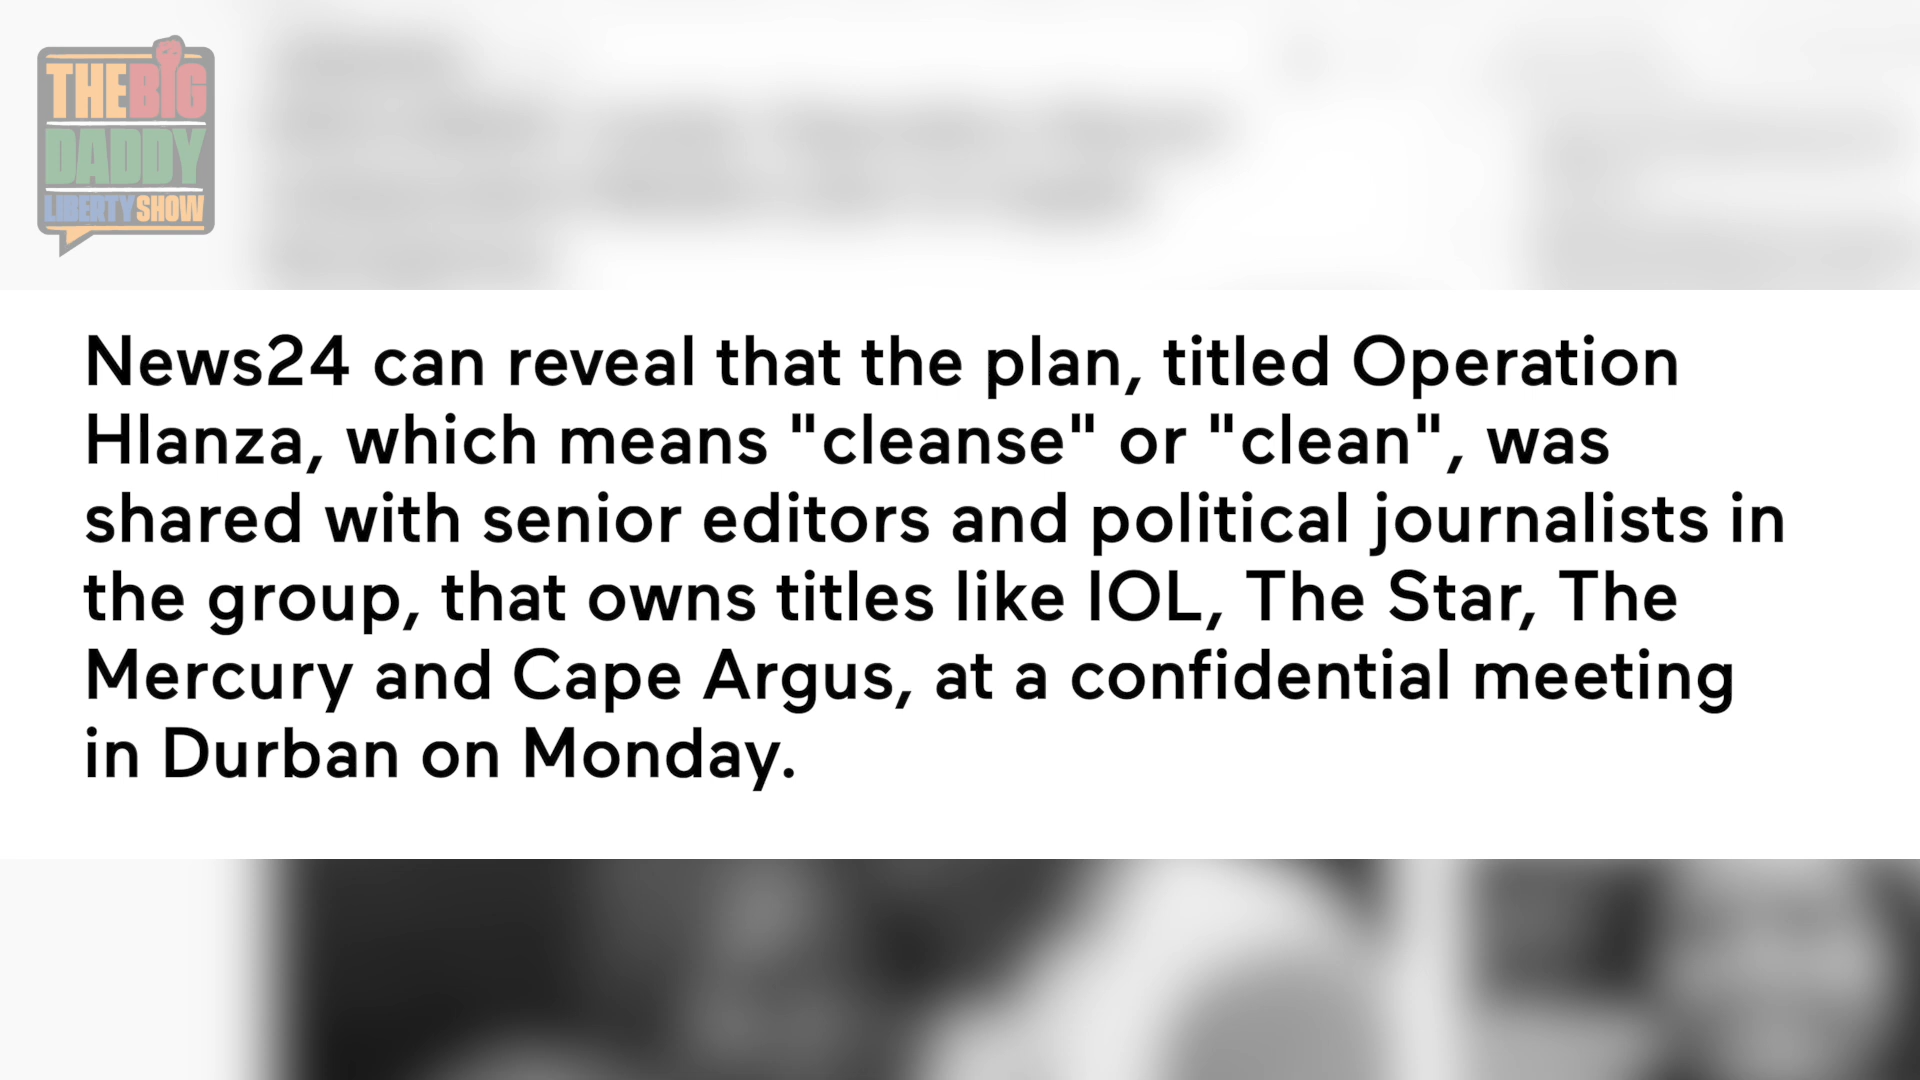 THE BIG
DADDY
LIBERTY SHOW
News24 can reveal that the plan, titled Operation
Hlanza, which means "cleanse" or "clean", was
shared with senior editors and political journalists in
the group, that owns titles like IOL, The Star, The
Mercury and Cape Argus, at a confidential meeting
in Durban on Monday.